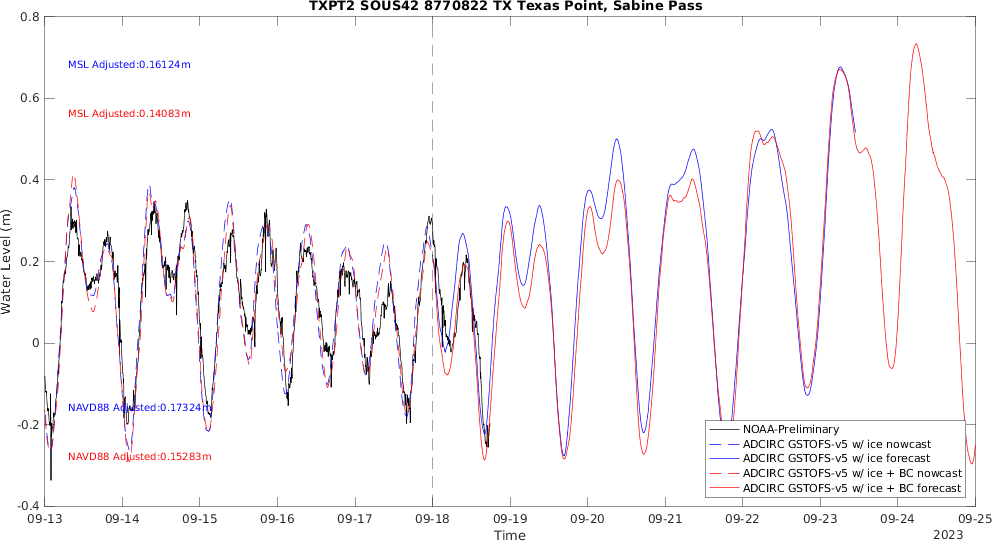 TXPT2 SOUS42 8770822 TX Texas Point, Sabine Pass
0.8
0.6
0.4
0.2
0
-0.2
-0.4
Water Level (m)
MSL Adjusted:0.16124m
MSL Adjusted:0.14083m
NAVD88 Adjusted:0.17324m
NAVD88 Adjusted:0.15283m
NOAA-Preliminary
ADCIRC GSTOFS-v5 w/ ice nowcast
ADCIRC GSTOFS-v5 w/ ice forecast
ADCIRC GSTOFS-v5 w/ ice + BC nowcast
ADCIRC GSTOFS-v5 w/ ice + BC forecast
09-13 09-14 09-15 09-16 09-17 09-18 09-19 09-20 09-21 09-22 09-23 09-24 09-25
Time
2023